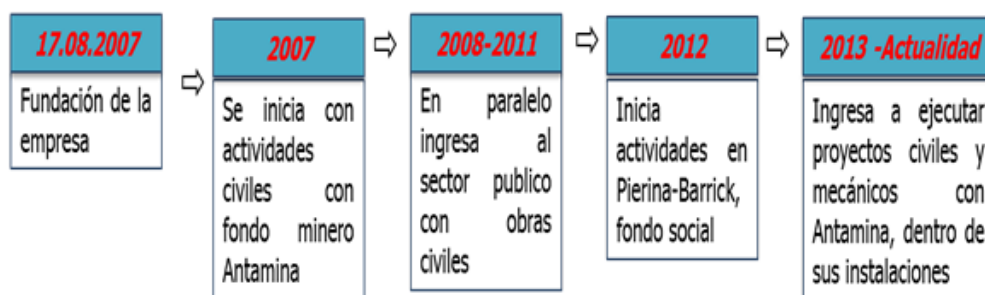 17.08.2007
Fundación de la
empresa
2007
Se inicia con
actividades
civiles con
fondo minero
Antamina
2008-2011
En paralelo
ingresa al
sector publico
con obras
civiles
2012
Inicia
actividades en
Pierina-Barrick,
fondo social
2013 -Actualidad
Ingresa a ejecutar
proyectos civiles y
mecánicos con
Antamina, dentro de
sus instalaciones